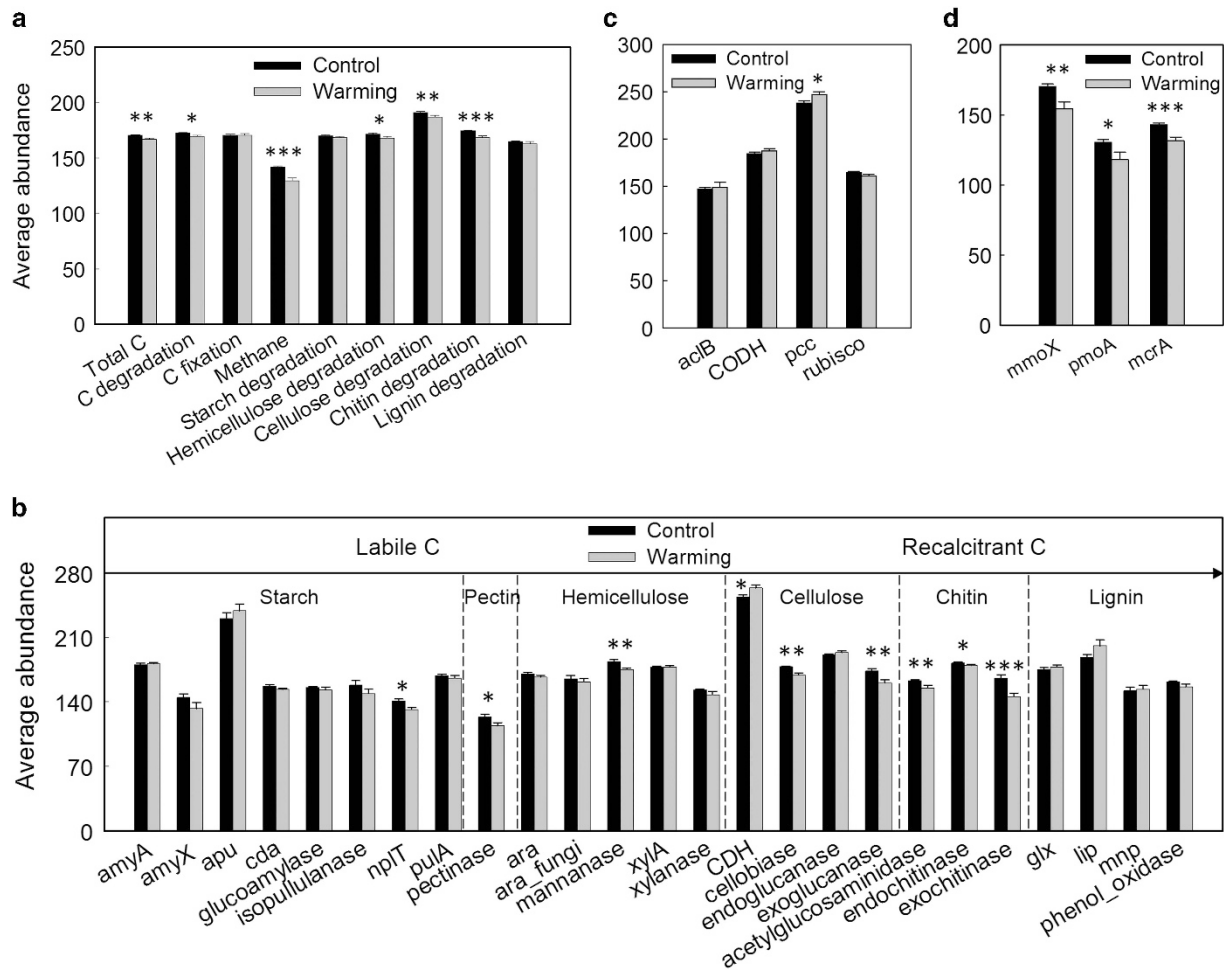 a
Average abundance
250
200
150
100
50
0
Control
Warming
** * *** * ** ***
Total C
C degradation
C fixation
Methane
Starch degradation
Hemicellulose degradation
Cellulose degradation
Chitin degradation
Lignin degradation
c
300
250
200
150
100
50
0
Control
Warming
*
aclB
CODH
pcc
rubisco
d
200
150
100
50
0
Control
Warming
** * ***
mmoX
pmoA
mcrA
b
Average abundance
280
210
140
70
0
Control
Warming
Labile C
Recalcitrant C
Starch
Pectin
Hemicellulose
Cellulose
Chitin
Lignin
* * ** * ** ** ** * ***
amyA
amyX
apu
cda
glucoamylase
isopullulanase
nplT
pulA
pectinase
ara
ara_fungi
mannanase
xylA
xylanase
CDH
cellobiase
endoglucanase
exoglucanase
acetylglucosaminidase
endochitinase
exochitinase
glx
lip
mnp
phenol_oxidase